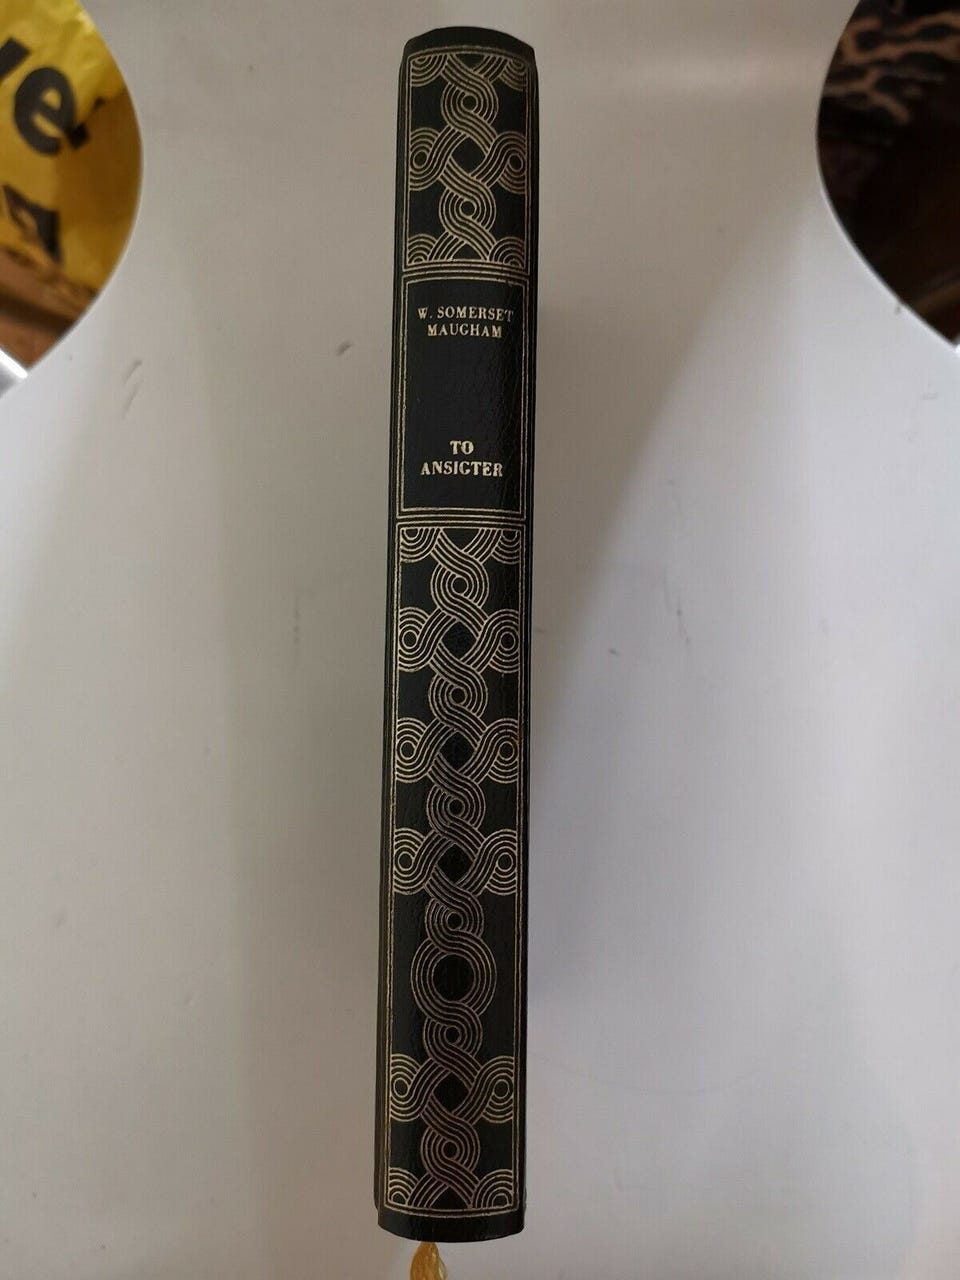 W. SOMERSET
MAUGHAM
TO
ANSIGTER